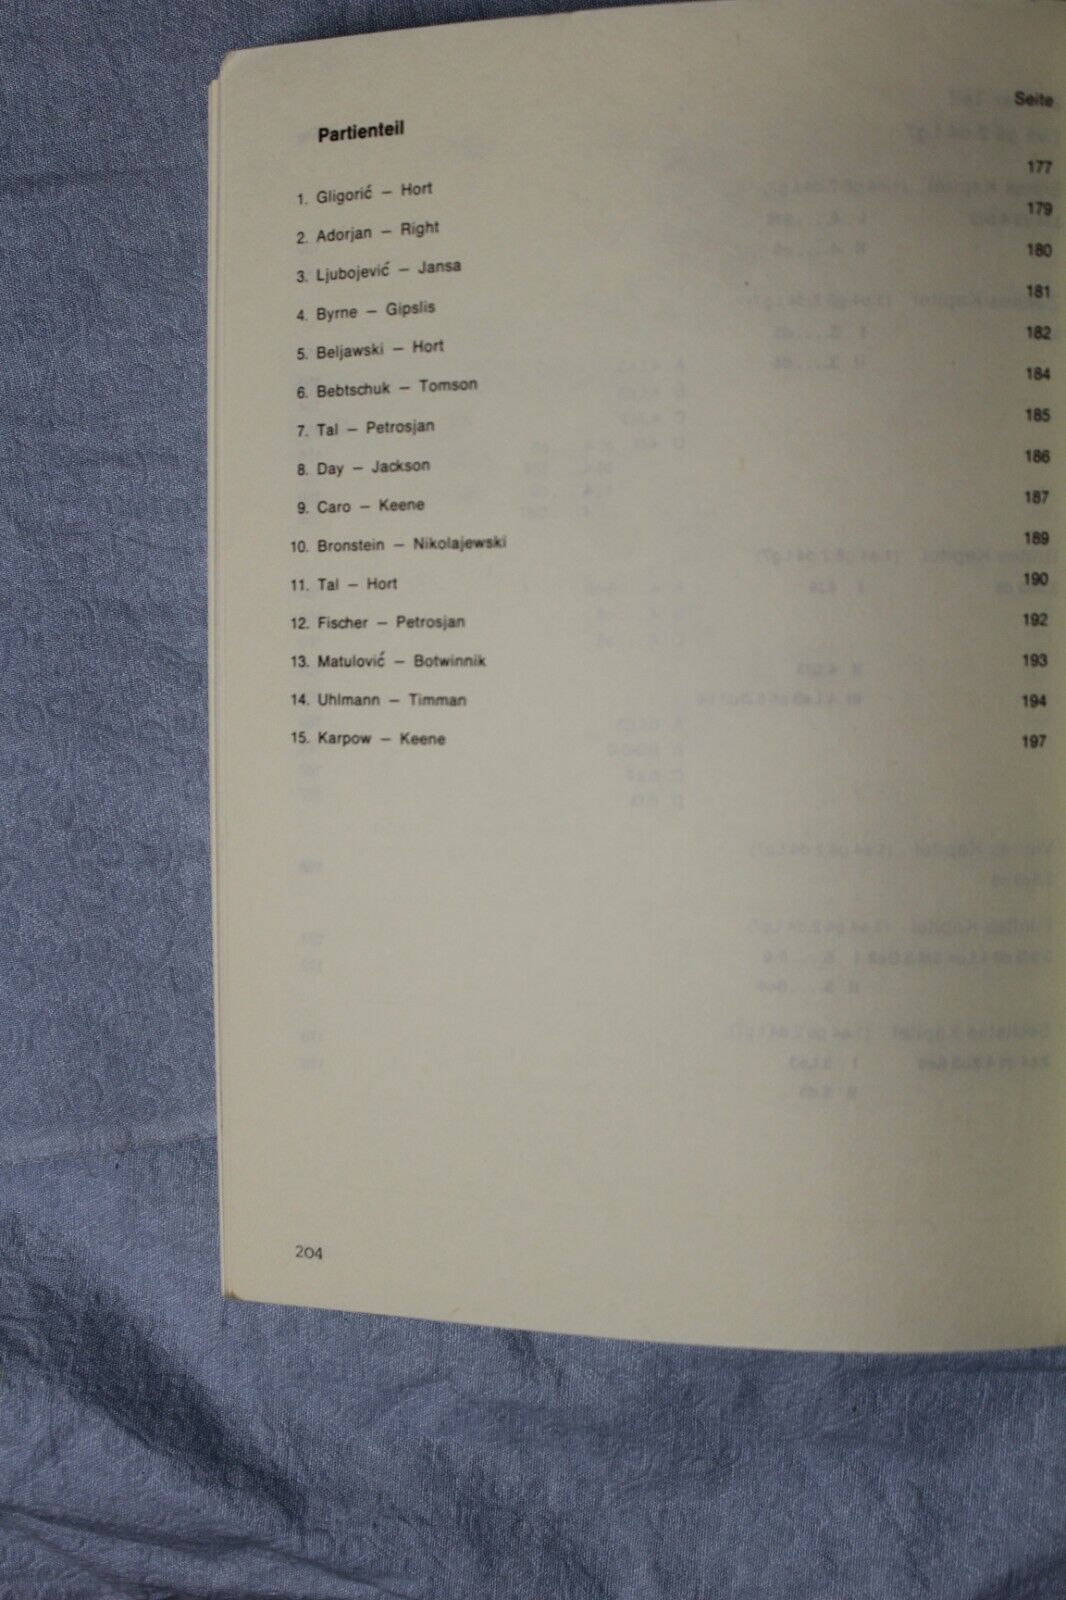 Seite
Partienteil
1. Gligorić – Hort 177
2. Adorjan – Right 179
3. Ljubojević – Jansa 180
4. Byrne – Gipslis 181
5. Beljawski – Hort 182
6. Bebtschuk – Tomson 184
7. Tal – Petrosjan 185
8. Day – Jackson 186
9. Caro – Keene 187
10. Bronstein – Nikolajewski 189
11. Tal – Hort 190
12. Fischer – Petrosjan 192
13. Matulović – Botwinnik 193
14. Uhlmann – Timman 194
15. Karpow – Keene 197
204